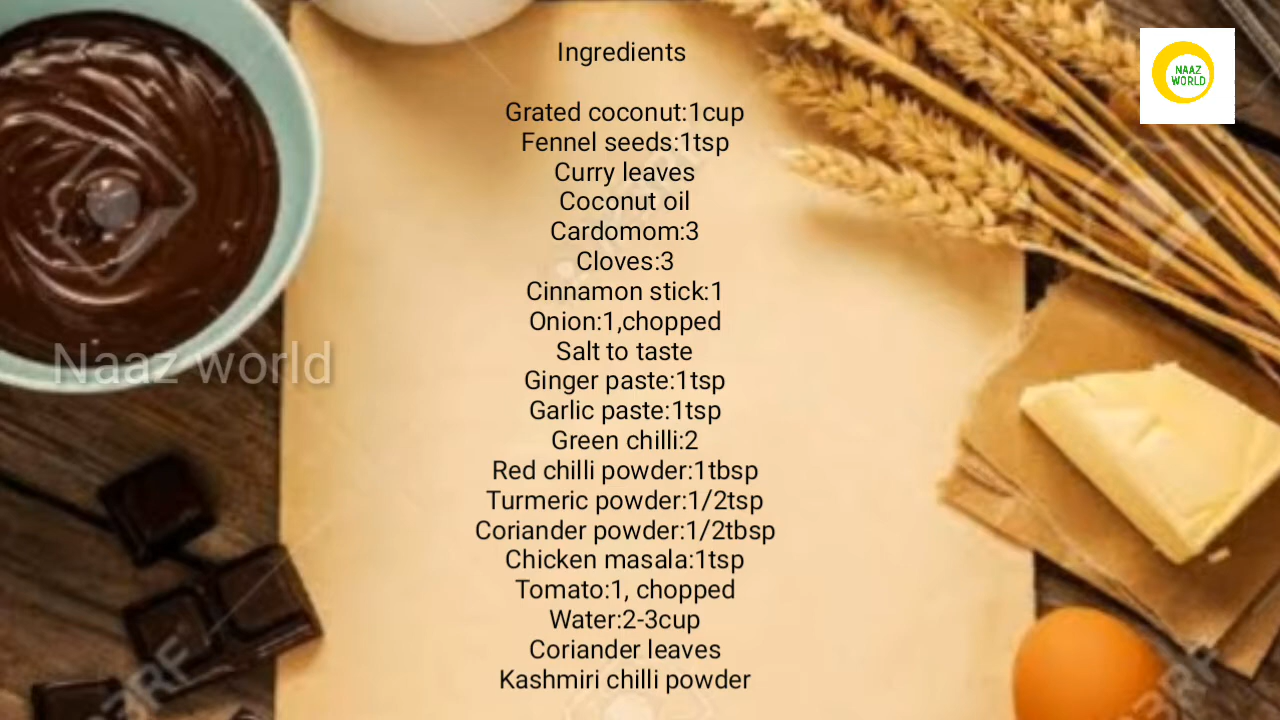 Ingredients
Grated coconut:1cup
Fennel seeds:1tsp
Curry leaves
Coconut oil
Cardomom:3
Cloves:3
Cinnamon stick:1
Onion:1,chopped
Salt to taste
Ginger paste:1tsp
Garlic paste:1tsp
Green chilli:2
Red chilli powder:1tbsp
Turmeric powder:1/2tsp
Coriander powder:1/2tbsp
Chicken masala:1tsp
Tomato:1, chopped
Water:2-3cup
Coriander leaves
Kashmiri chilli powder
Naaz world
NAAZ
WORLD